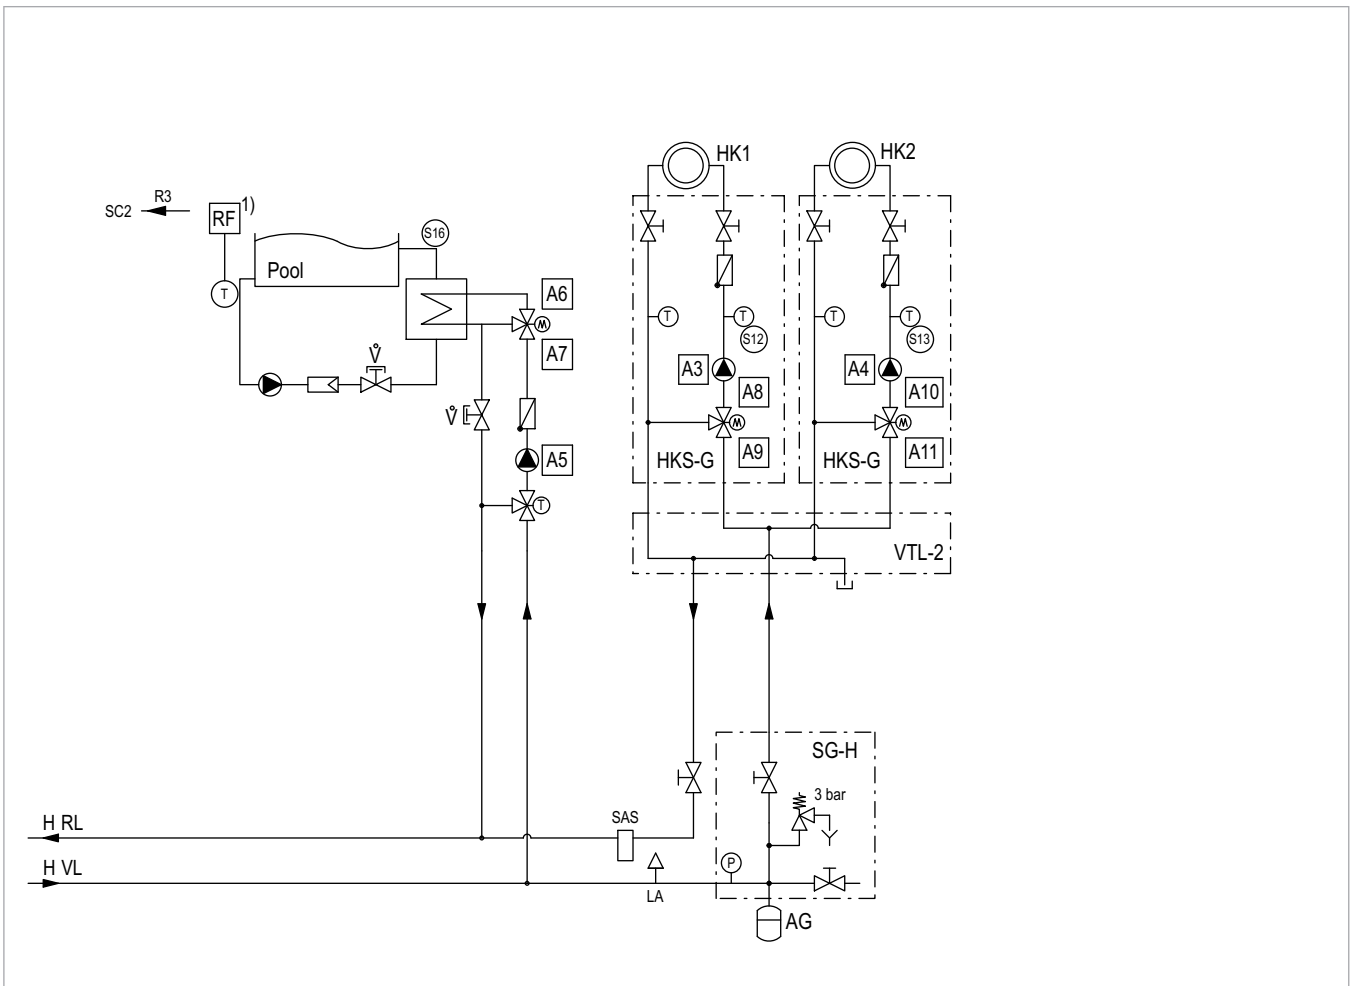 HK1
HK2
R3
SC2
RF 1)
S16
Pool
T
A6
M
A7
V̊
V̊
A5
T
T
T
S12
T
T
S13
A3
A8
A4
A10
M
M
HKS-G
A9
HKS-G
A11
VTL-2
SG-H
3 bar
H RL
SAS
H VL
P
LA
AG